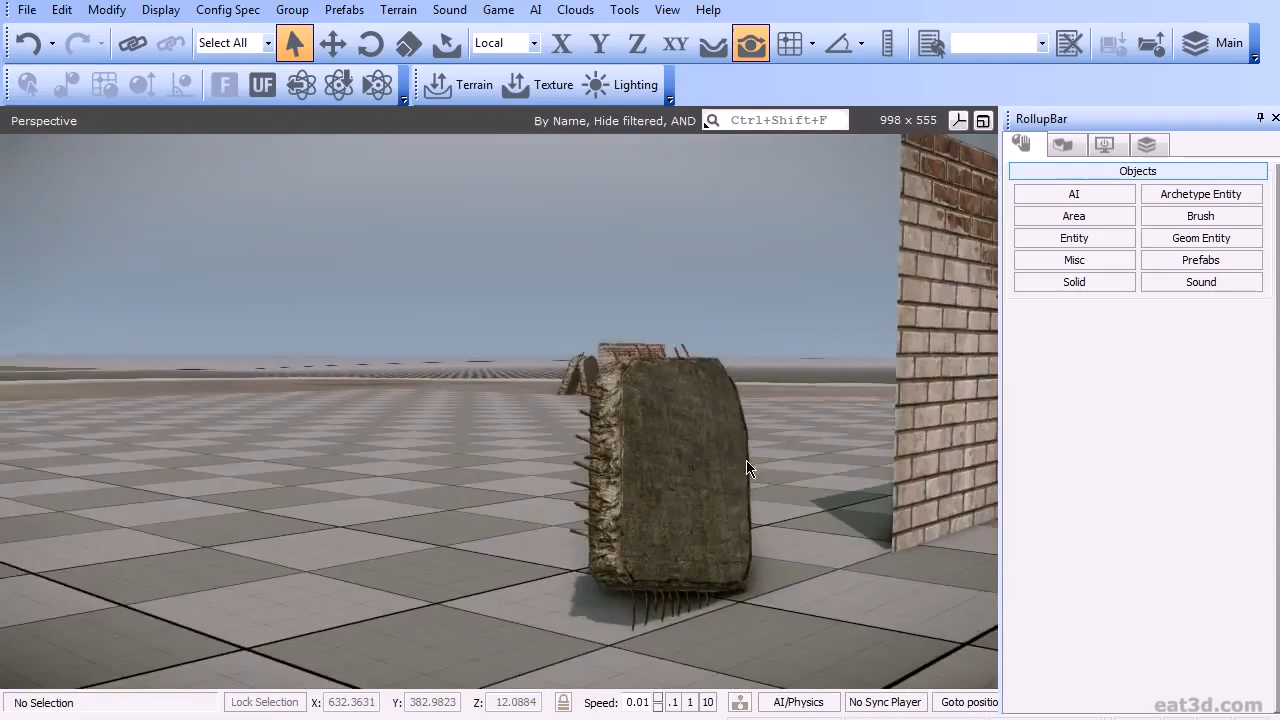 File Edit Modify Display Config Spec Group Prefabs Terrain Sound Game AI Clouds Tools View Help
Select All Local X Y Z XY Main
F UF Terrain Texture Lighting
Perspective By Name, Hide filtered, AND Ctrl+Shift+F 998 x 555
RollupBar
Objects
AI Archetype Entity
Area Brush
Entity Geom Entity
Misc Prefabs
Solid Sound
No Selection Lock Selection X: 632.3631 Y: 382.9823 Z: 12.0884 Speed: 0.01 .1 1 10 AI/Physics No Sync Player Goto positio
eat3d.com